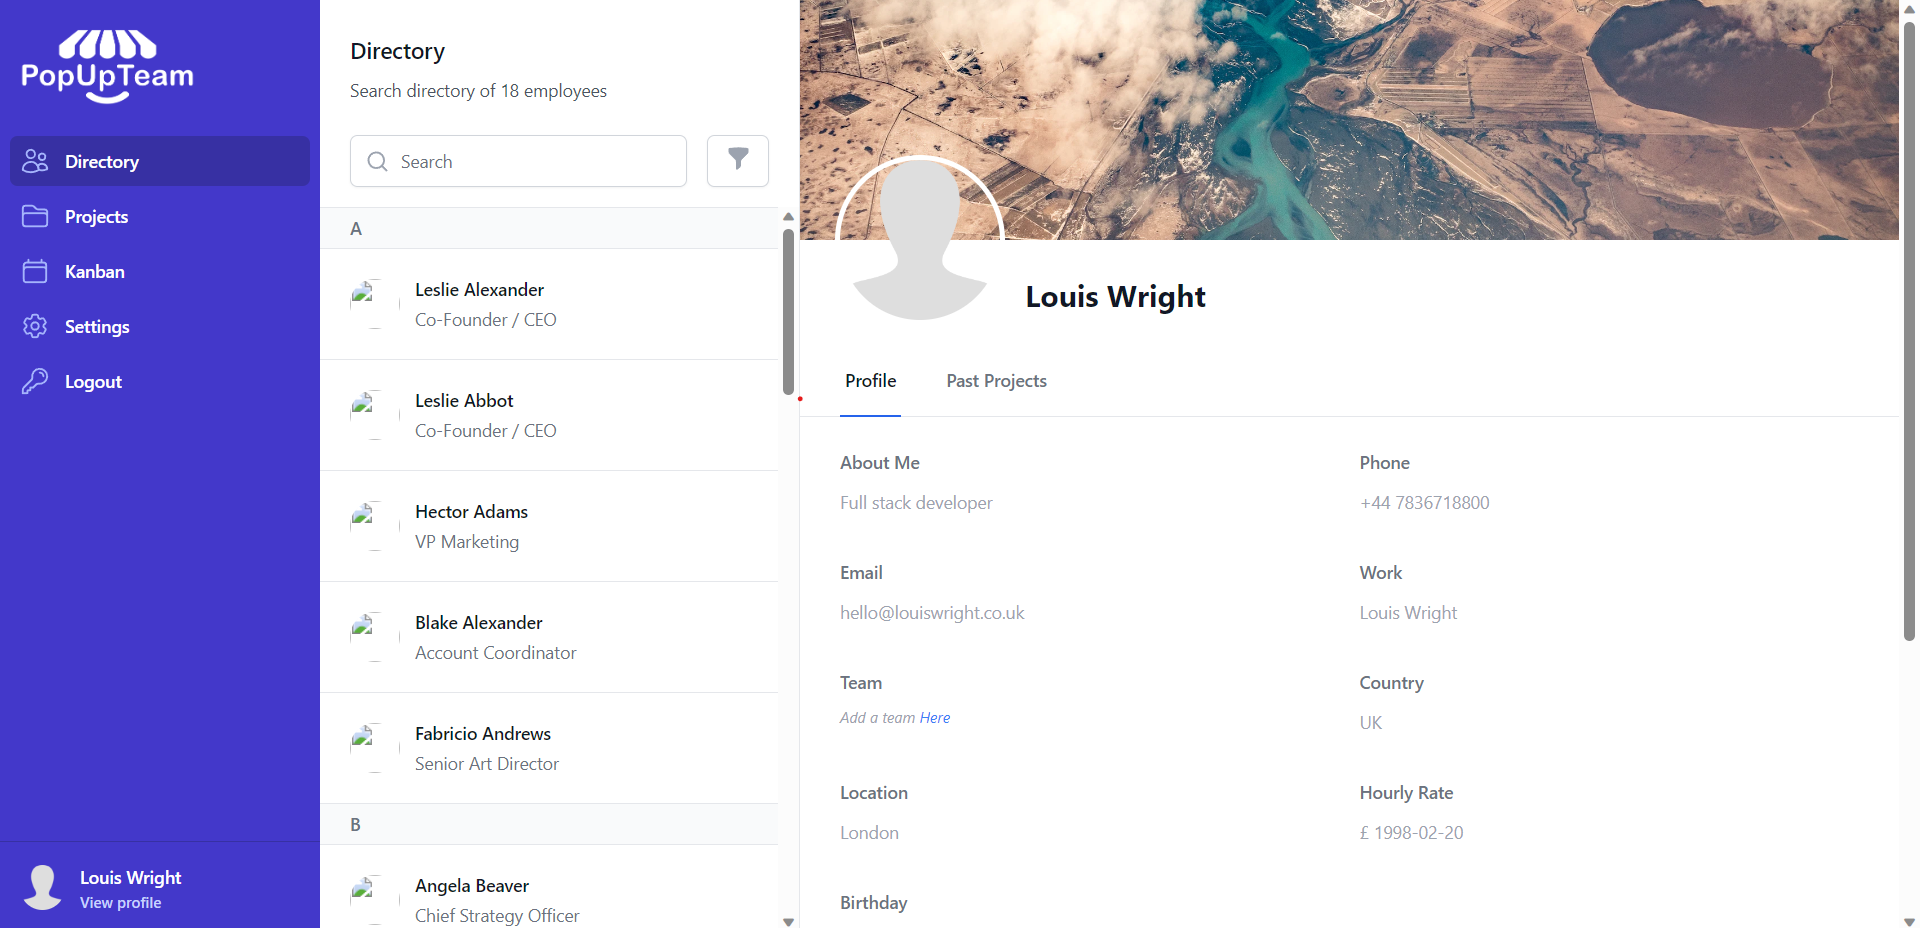 PopUpTeam
Directory
Projects
Kanban
Settings
Logout
Louis Wright
View profile
Directory
Search directory of 18 employees
Search
A
Leslie Alexander
Co-Founder / CEO
Leslie Abbot
Co-Founder / CEO
Hector Adams
VP Marketing
Blake Alexander
Account Coordinator
Fabricio Andrews
Senior Art Director
B
Angela Beaver
Chief Strategy Officer
Louis Wright
Profile
Past Projects
About Me
Full stack developer
Phone
+44 7836718800
Email
hello@louiswright.co.uk
Work
Louis Wright
Team
Add a team Here
Country
UK
Location
London
Hourly Rate
£ 1998-02-20
Birthday